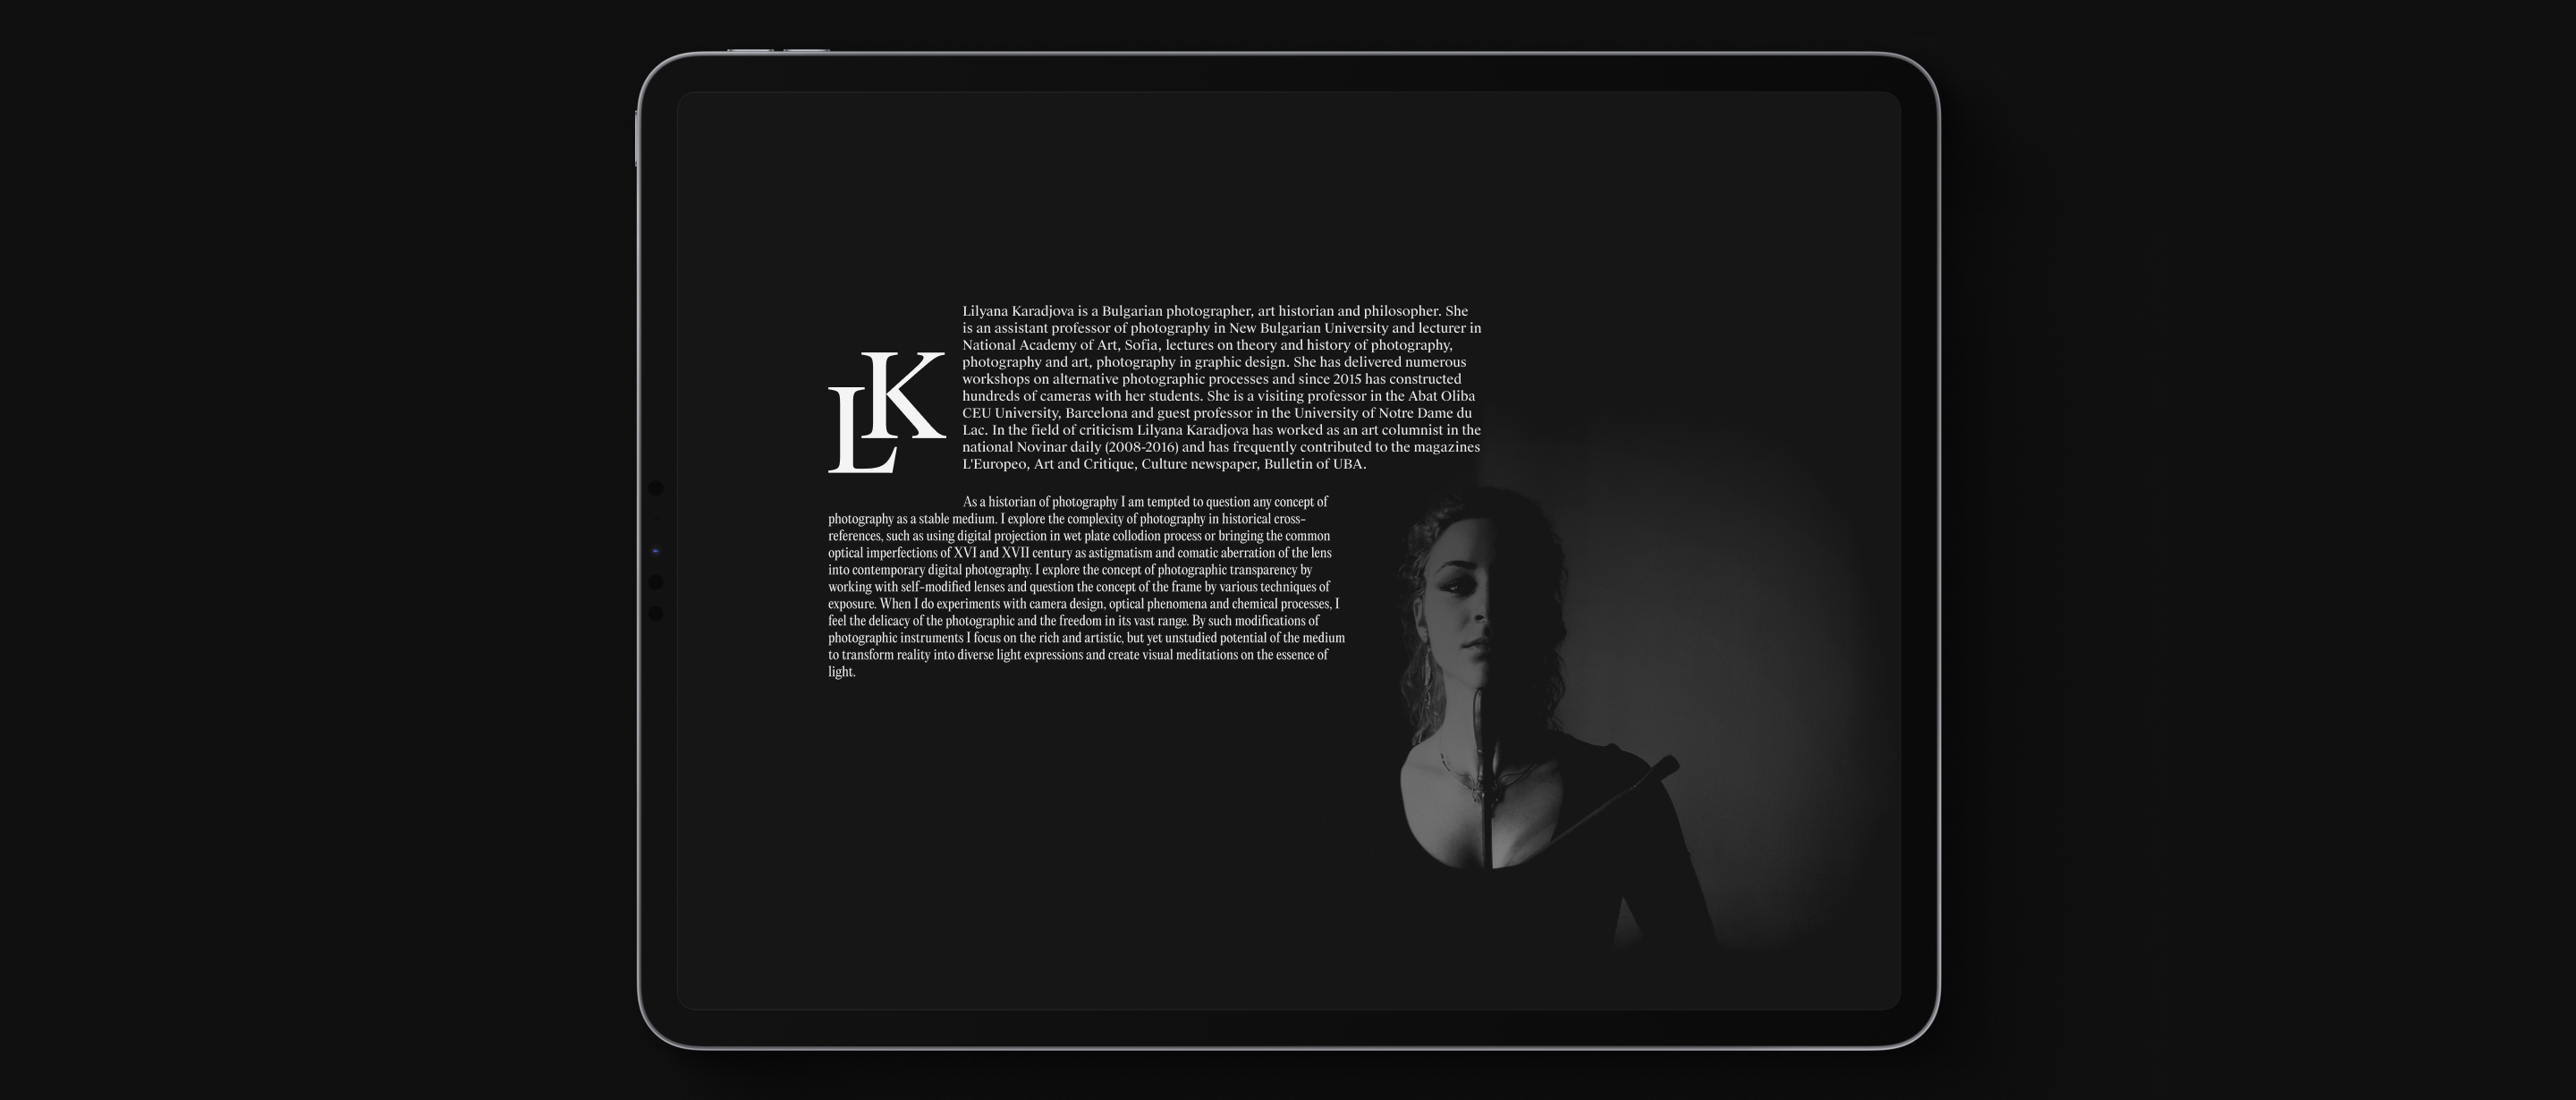 LK
Lilyana Karadjova is a Bulgarian photographer, art historian and philosopher. She
is an assistant professor of photography in New Bulgarian University and lecturer in
National Academy of Art, Sofia, lectures on theory and history of photography,
photography and art, photography in graphic design. She has delivered numerous
workshops on alternative photographic processes and since 2015 has constructed
hundreds of cameras with her students. She is a visiting professor in the Abat Oliba
CEU University, Barcelona and guest professor in the University of Notre Dame du
Lac. In the field of criticism Lilyana Karadjova has worked as an art columnist in the
national Novinar daily (2008-2016) and has frequently contributed to the magazines
L'Europeo, Art and Critique, Culture newspaper, Bulletin of UBA.
As a historian of photography I am tempted to question any concept of
photography as a stable medium. I explore the complexity of photography in historical cross-
references, such as using digital projection in wet plate collodion process or bringing the common
optical imperfections of XVI and XVII century as astigmatism and comatic aberration of the lens
into contemporary digital photography. I explore the concept of photographic transparency by
working with self-modified lenses and question the concept of the frame by various techniques of
exposure. When I do experiments with camera design, optical phenomena and chemical processes, I
feel the delicacy of the photographic and the freedom in its vast range. By such modifications of
photographic instruments I focus on the rich and artistic, but yet unstudied potential of the medium
to transform reality into diverse light expressions and create visual meditations on the essence of
light.